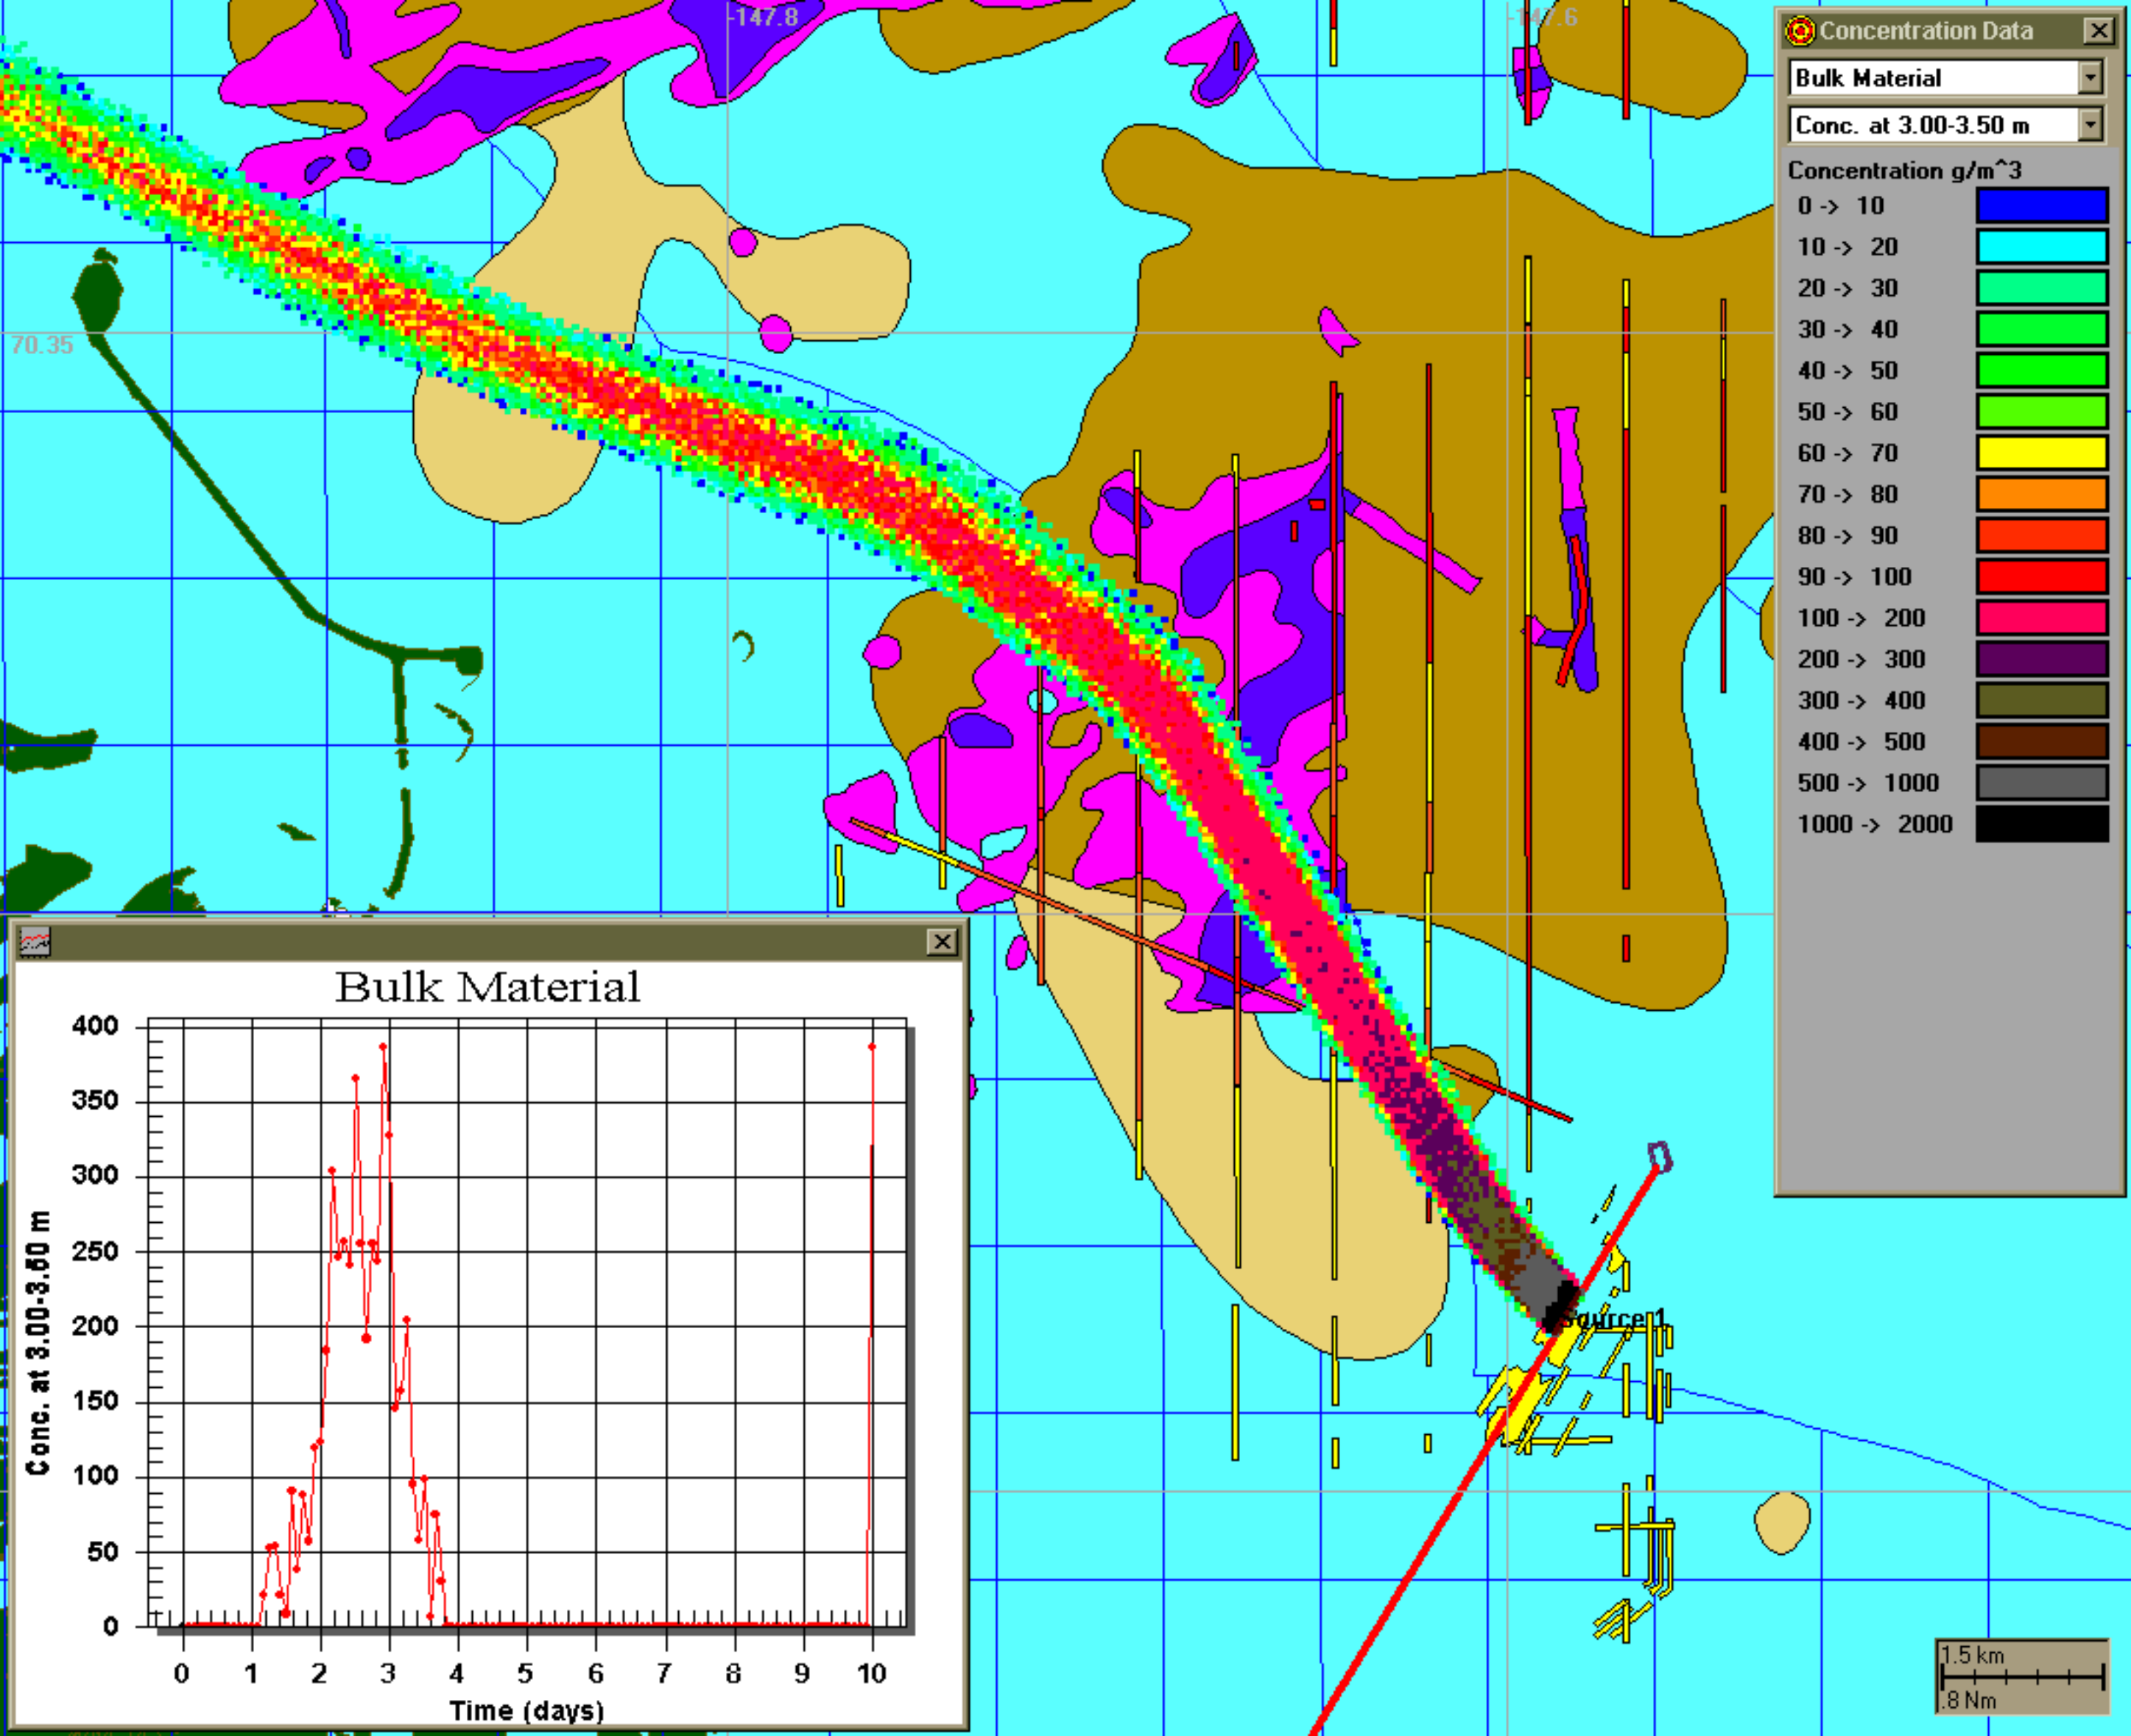 -147.8
-147.6
70.35
Concentration Data
Bulk Material
Conc. at 3.00-3.50 m
Concentration g/m^3
0 -> 10
10 -> 20
20 -> 30
30 -> 40
40 -> 50
50 -> 60
60 -> 70
70 -> 80
80 -> 90
90 -> 100
100 -> 200
200 -> 300
300 -> 400
400 -> 500
500 -> 1000
1000 -> 2000
Source1
Bulk Material
Conc. at 3.00-3.50 m
400
350
300
250
200
150
100
50
0
0 1 2 3 4 5 6 7 8 9 10
Time (days)
1.5 km
.8 Nm